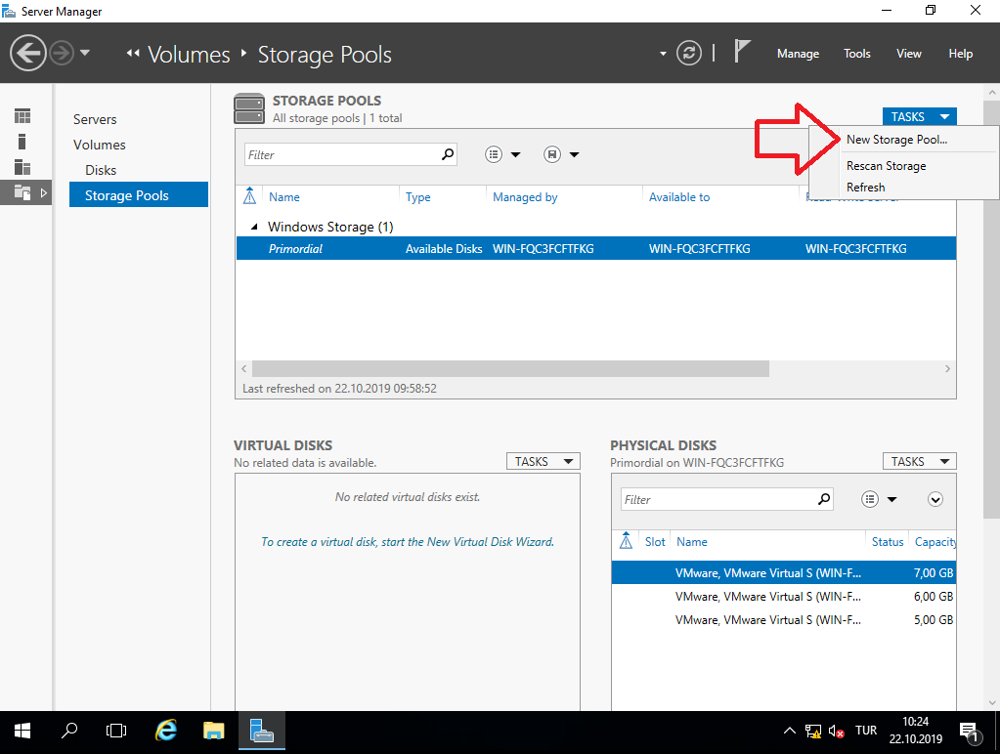 Server Manager
Volumes Storage Pools
Manage Tools View Help
Servers
Volumes
Disks
Storage Pools
STORAGE POOLS
All storage pools | 1 total
TASKS
New Storage Pool...
Rescan Storage
Refresh
Filter
Name Type Managed by Available to
Windows Storage (1)
Primordial Available Disks WIN-FQC3FCFTFKG WIN-FQC3FCFTFKG WIN-FQC3FCFTFKG
Last refreshed on 22.10.2019 09:58:52
VIRTUAL DISKS
No related data is available.
TASKS
No related virtual disks exist.
To create a virtual disk, start the New Virtual Disk Wizard.
PHYSICAL DISKS
Primordial on WIN-FQC3FCFTFKG
TASKS
Filter
Slot Name Status Capacity
VMware, VMware Virtual S (WIN-F... 7,00 GB
VMware, VMware Virtual S (WIN-F... 6,00 GB
VMware, VMware Virtual S (WIN-F... 5,00 GB
TUR
10:24
22.10.2019
1